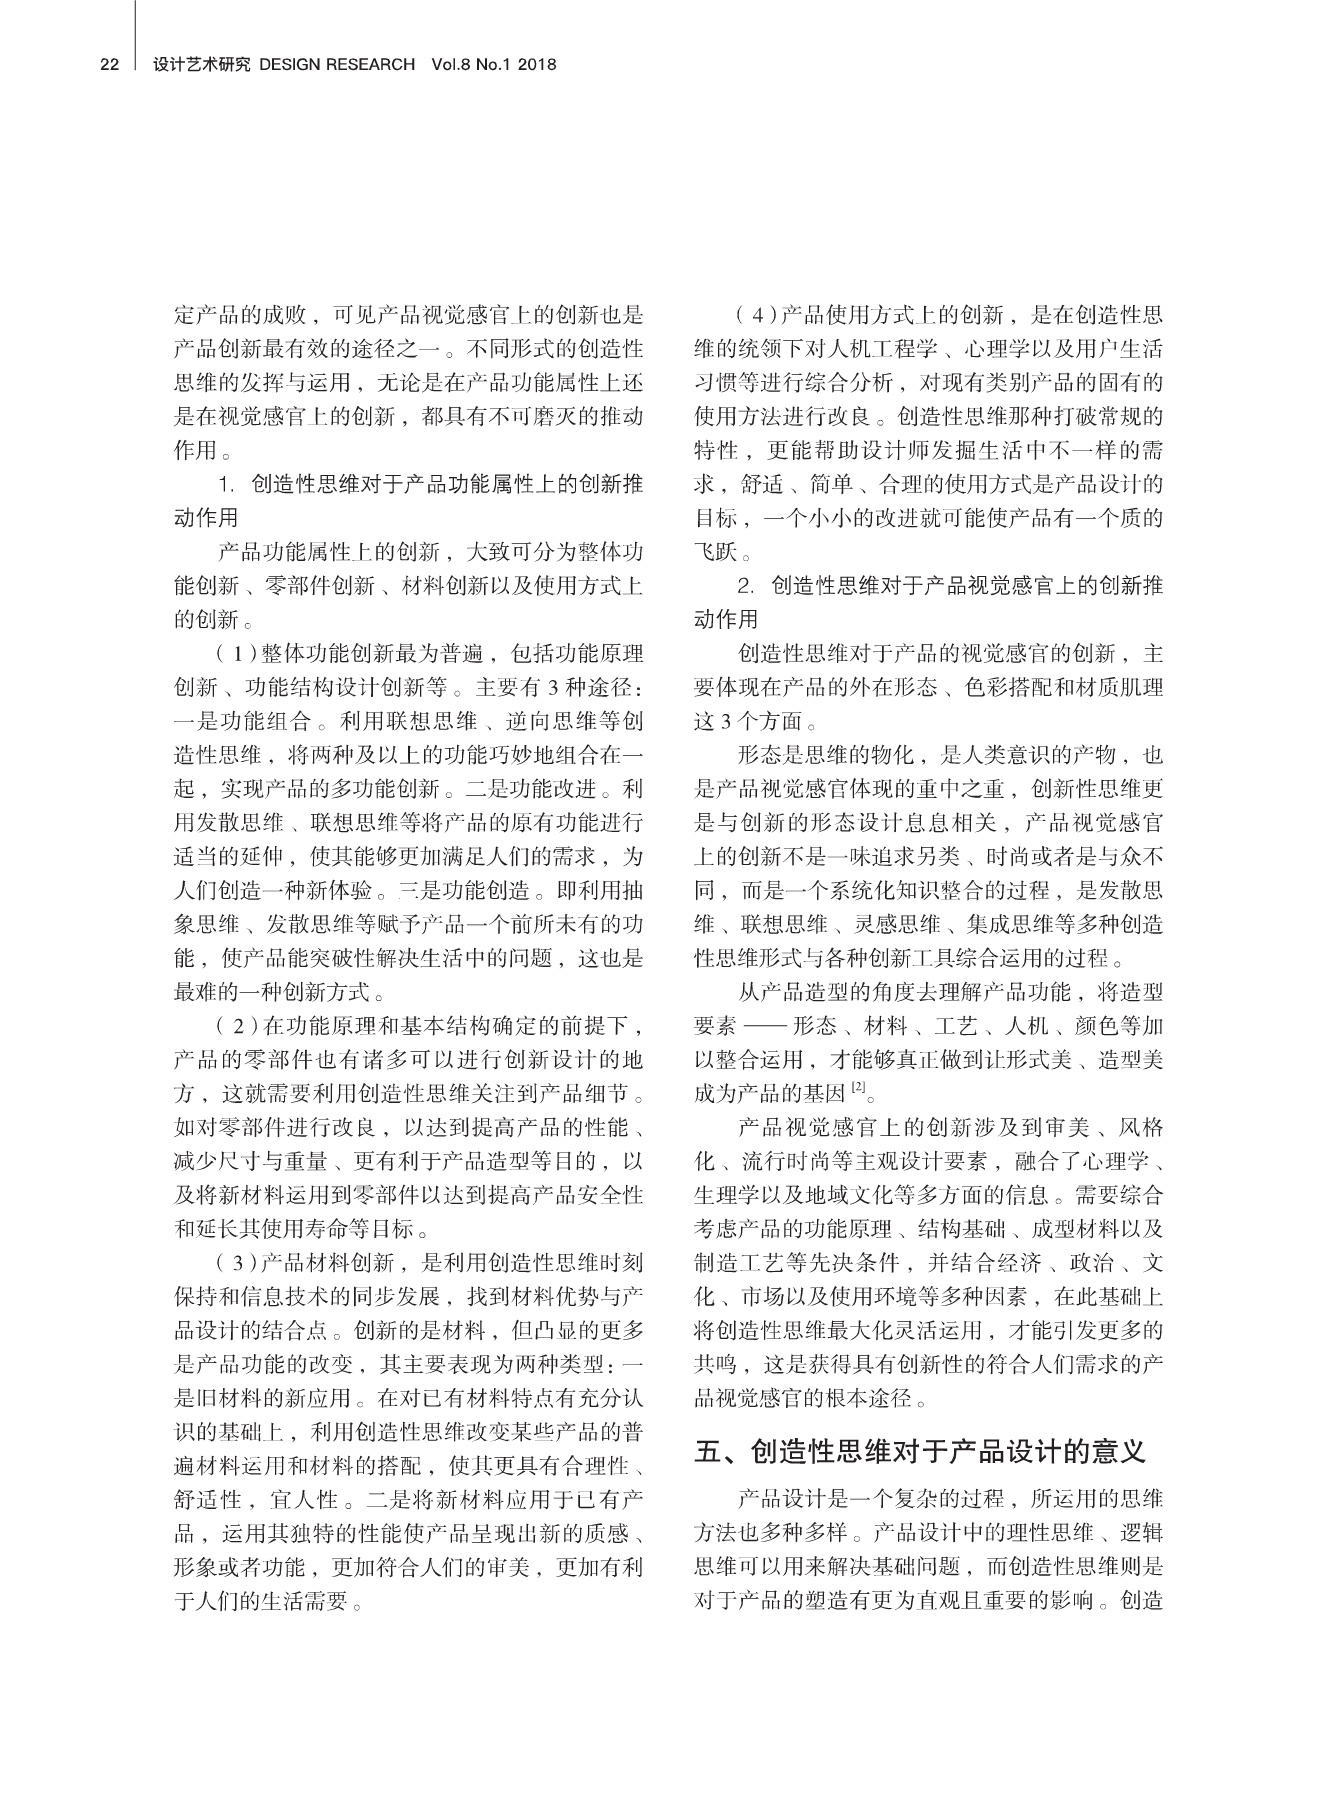 22 设计艺术研究 DESIGN RESEARCH Vol.8 No.1 2018
定产品的成败，可见产品视觉感官上的创新也是
产品创新最有效的途径之一。不同形式的创造性
思维的发挥与运用，无论是在产品功能属性上还
是在视觉感官上的创新，都具有不可磨灭的推动
作用。
1. 创造性思维对于产品功能属性上的创新推
动作用
产品功能属性上的创新，大致可分为整体功
能创新、零部件创新、材料创新以及使用方式上
的创新。
（1）整体功能创新最为普遍，包括功能原理
创新、功能结构设计创新等。主要有3种途径：
一是功能组合。利用联想思维、逆向思维等创
造性思维，将两种及以上的功能巧妙地组合在一
起，实现产品的多功能创新。二是功能改进。利
用发散思维、联想思维等将产品的原有功能进行
适当的延伸，使其能够更加满足人们的需求，为
人们创造一种新体验。三是功能创造。即利用抽
象思维、发散思维等赋予产品一个前所未有的功
能，使产品能突破性解决生活中的问题，这也是
最难的一种创新方式。
（2）在功能原理和基本结构确定的前提下，
产品的零部件也有诸多可以进行创新设计的地
方，这就需要利用创造性思维关注到产品细节。
如对零部件进行改良，以达到提高产品的性能、
减少尺寸与重量、更有利于产品造型等目的，以
及将新材料运用到零部件以达到提高产品安全性
和延长其使用寿命等目标。
（3）产品材料创新，是利用创造性思维时刻
保持和信息技术的同步发展，找到材料优势与产
品设计的结合点。创新的是材料，但凸显的更多
是产品功能的改变，其主要表现为两种类型：一
是旧材料的新应用。在对已有材料特点有充分认
识的基础上，利用创造性思维改变某些产品的普
遍材料运用和材料的搭配，使其更具有合理性、
舒适性，宜人性。二是将新材料应用于已有产
品，运用其独特的性能使产品呈现出新的质感、
形象或者功能，更加符合人们的审美，更加有利
于人们的生活需要。
（4）产品使用方式上的创新，是在创造性思
维的统领下对人机工程学、心理学以及用户生活
习惯等进行综合分析，对现有类别产品的固有的
使用方法进行改良。创造性思维那种打破常规的
特性，更能帮助设计师发掘生活中不一样的需
求，舒适、简单、合理的使用方式是产品设计的
目标，一个小小的改进就可能使产品有一个质的
飞跃。
2. 创造性思维对于产品视觉感官上的创新推
动作用
创造性思维对于产品的视觉感官的创新，主
要体现在产品的外在形态、色彩搭配和材质肌理
这3个方面。
形态是思维的物化，是人类意识的产物，也
是产品视觉感官体现的重中之重，创新性思维更
是与创新的形态设计息息相关，产品视觉感官
上的创新不是一味追求另类、时尚或者是与众不
同，而是一个系统化知识整合的过程，是发散思
维、联想思维、灵感思维、集成思维等多种创造
性思维形式与各种创新工具综合运用的过程。
从产品造型的角度去理解产品功能，将造型
要素——形态、材料、工艺、人机、颜色等加
以整合运用，才能够真正做到让形式美、造型美
成为产品的基因[2]。
产品视觉感官上的创新涉及到审美、风格
化、流行时尚等主观设计要素，融合了心理学、
生理学以及地域文化等多方面的信息。需要综合
考虑产品的功能原理、结构基础、成型材料以及
制造工艺等先决条件，并结合经济、政治、文
化、市场以及使用环境等多种因素，在此基础上
将创造性思维最大化灵活运用，才能引发更多的
共鸣，这是获得具有创新性的符合人们需求的产
品视觉感官的根本途径。
五、创造性思维对于产品设计的意义
产品设计是一个复杂的过程，所运用的思维
方法也多种多样。产品设计中的理性思维、逻辑
思维可以用来解决基础问题，而创造性思维则是
对于产品的塑造有更为直观且重要的影响。创造